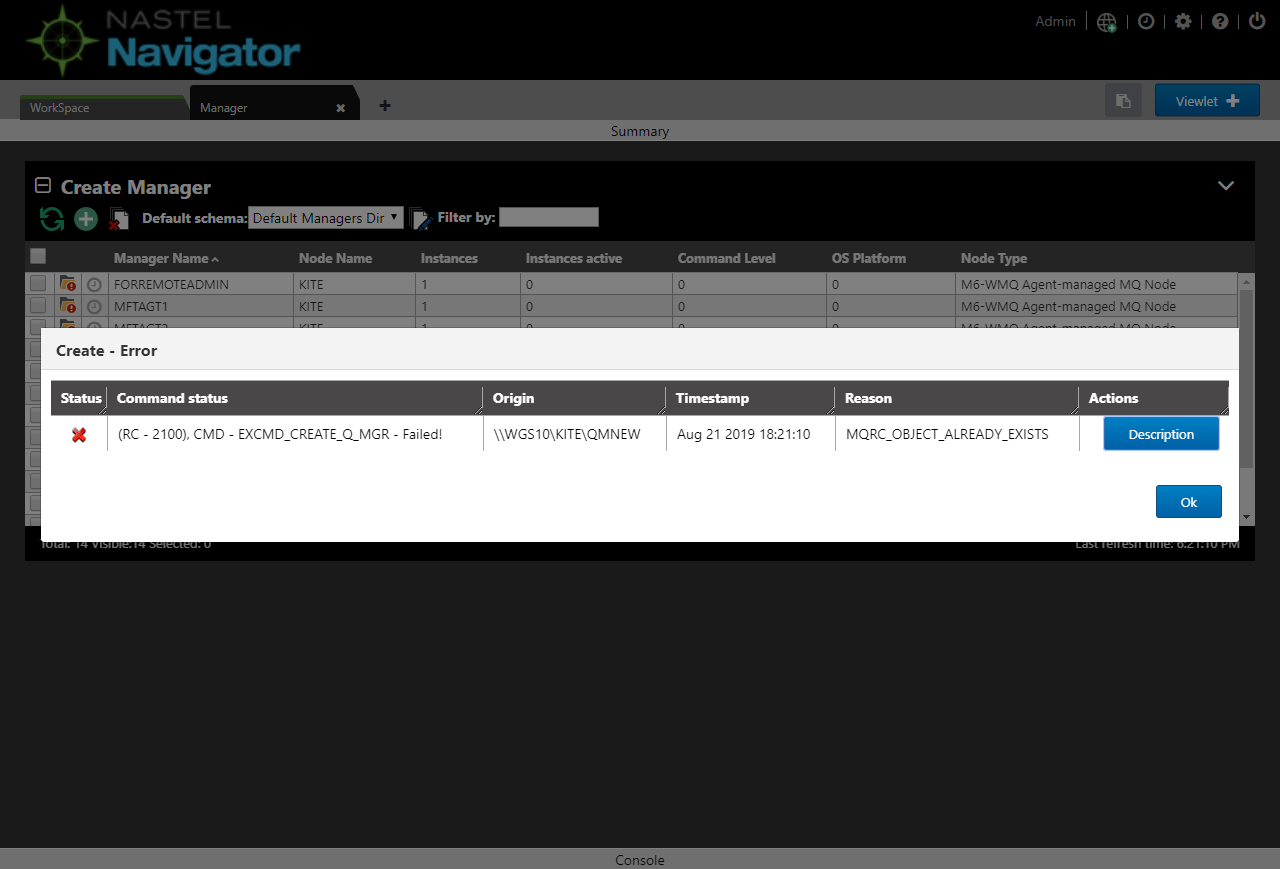 NASTEL
Navigator
Admin
WorkSpace
Manager
Viewlet
Summary
Create Manager
Default schema: Default Managers Dir Filter by:
Manager Name Node Name Instances Instances active Command Level OS Platform Node Type
FORREMOTEADMIN KITE 1 0 0 0 M6-WMQ Agent-managed MQ Node
MFTAGT1 KITE 1 0 0 0 M6-WMQ Agent-managed MQ Node
MFTAGT2 KITE 1 0 0 0 M6-WMQ Agent-managed MQ Node
Create - Error
Status Command status Origin Timestamp Reason Actions
(RC - 2100), CMD - EXCMD_CREATE_Q_MGR - Failed! \\WGS10\KITE\QMNEW Aug 21 2019 18:21:10 MQRC_OBJECT_ALREADY_EXISTS Description
Ok
Total: 14 Visible:14 Selected: 0 Last refresh time: 6:21:10 PM
Console